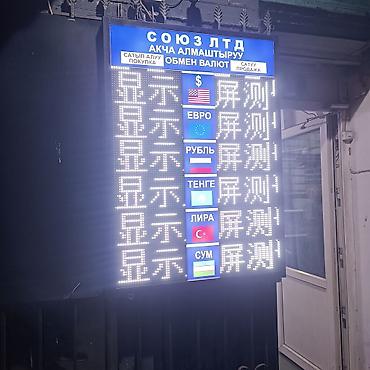 СОЮЗ ЛТД
АКЧА АЛМАШТЫРУУ
САТЫП АЛУУ ПОКУПКА ОБМЕН ВАЛЮТ САТУУ ПРОДАЖА
显示 $ 屏测
显示 ЕВРО 屏测
显示 РУБЛЬ 屏测
显示 ТЕНГЕ 屏测
显示 ЛИРА 屏测
显示 СУМ 屏测